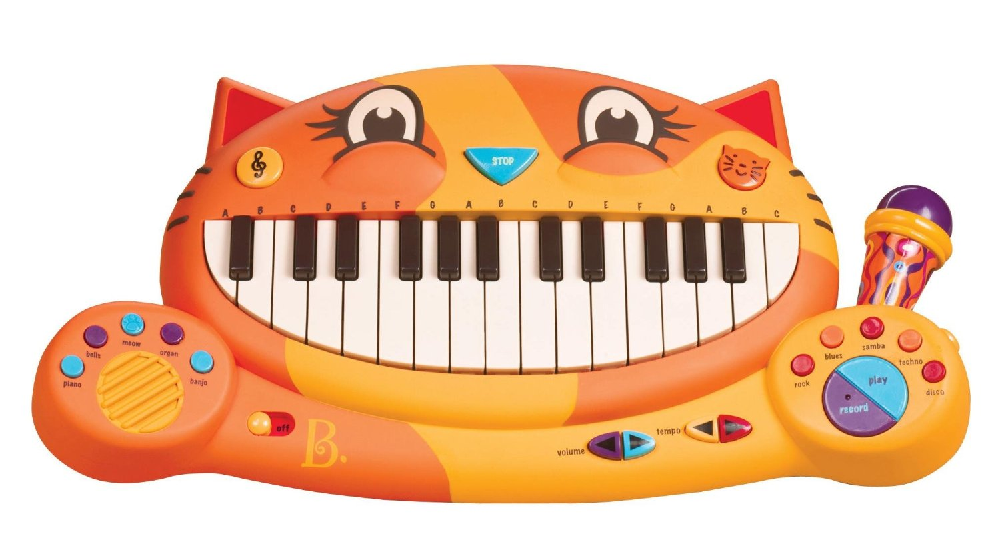 STOP
A B C D E F G A B C D E F G A B C
piano
bells
meow
organ
banjo
rock
blues
samba
techno
disco
play
record
off
B.
volume
tempo